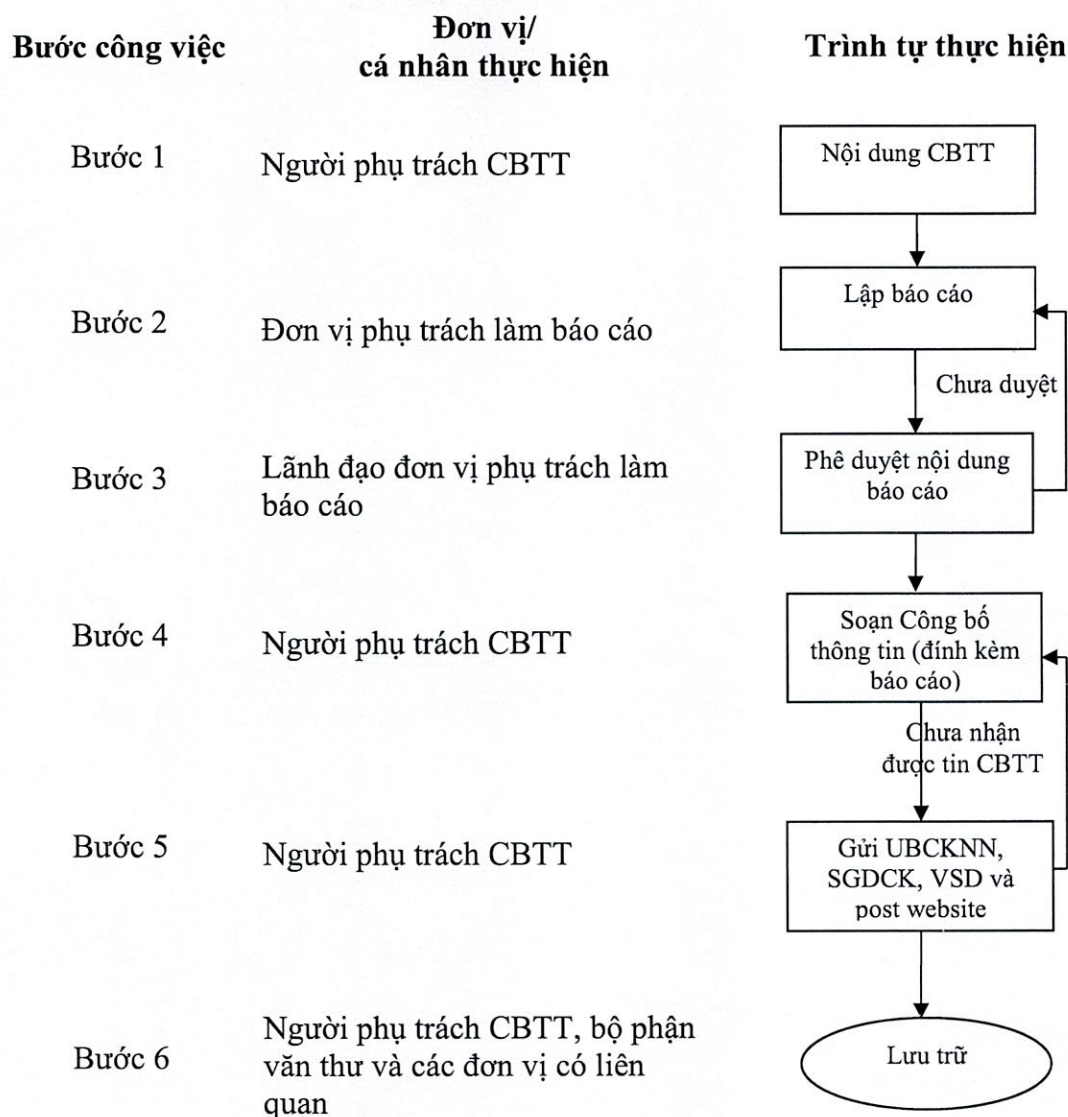 Bước công việc
Đơn vị/
cá nhân thực hiện
Trình tự thực hiện
Bước 1
Người phụ trách CBTT
Nội dung CBTT
Bước 2
Đơn vị phụ trách làm báo cáo
Lập báo cáo
Chưa duyệt
Bước 3
Lãnh đạo đơn vị phụ trách làm
báo cáo
Phê duyệt nội dung
báo cáo
Bước 4
Người phụ trách CBTT
Soạn Công bố
thông tin (đính kèm
báo cáo)
Chưa nhận
được tin CBTT
Bước 5
Người phụ trách CBTT
Gửi UBCKNN,
SGDCK, VSD và
post website
Bước 6
Người phụ trách CBTT, bộ phận
văn thư và các đơn vị có liên
quan
Lưu trữ